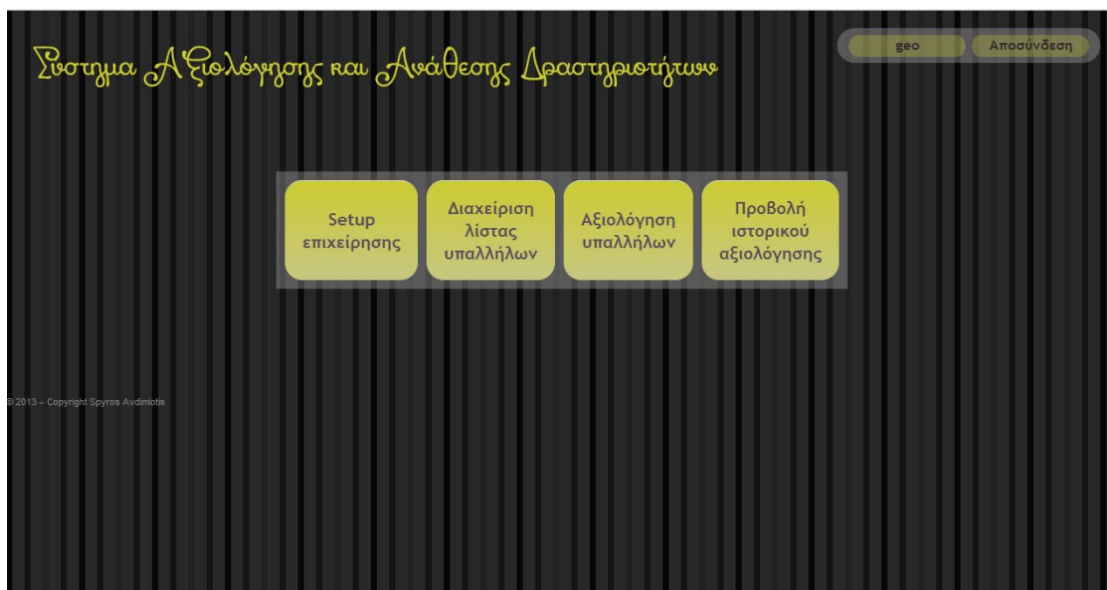 Σύστημα Αξιολόγησης και Ανάθεσης Δραστηριοτήτων
geo
Αποσύνδεση
Setup
επιχείρησης
Διαχείριση
λίστας
υπαλλήλων
Αξιολόγηση
υπαλλήλων
Προβολή
ιστορικού
αξιολόγησης
© 2013 – Copyright Spyros Avdimiotis